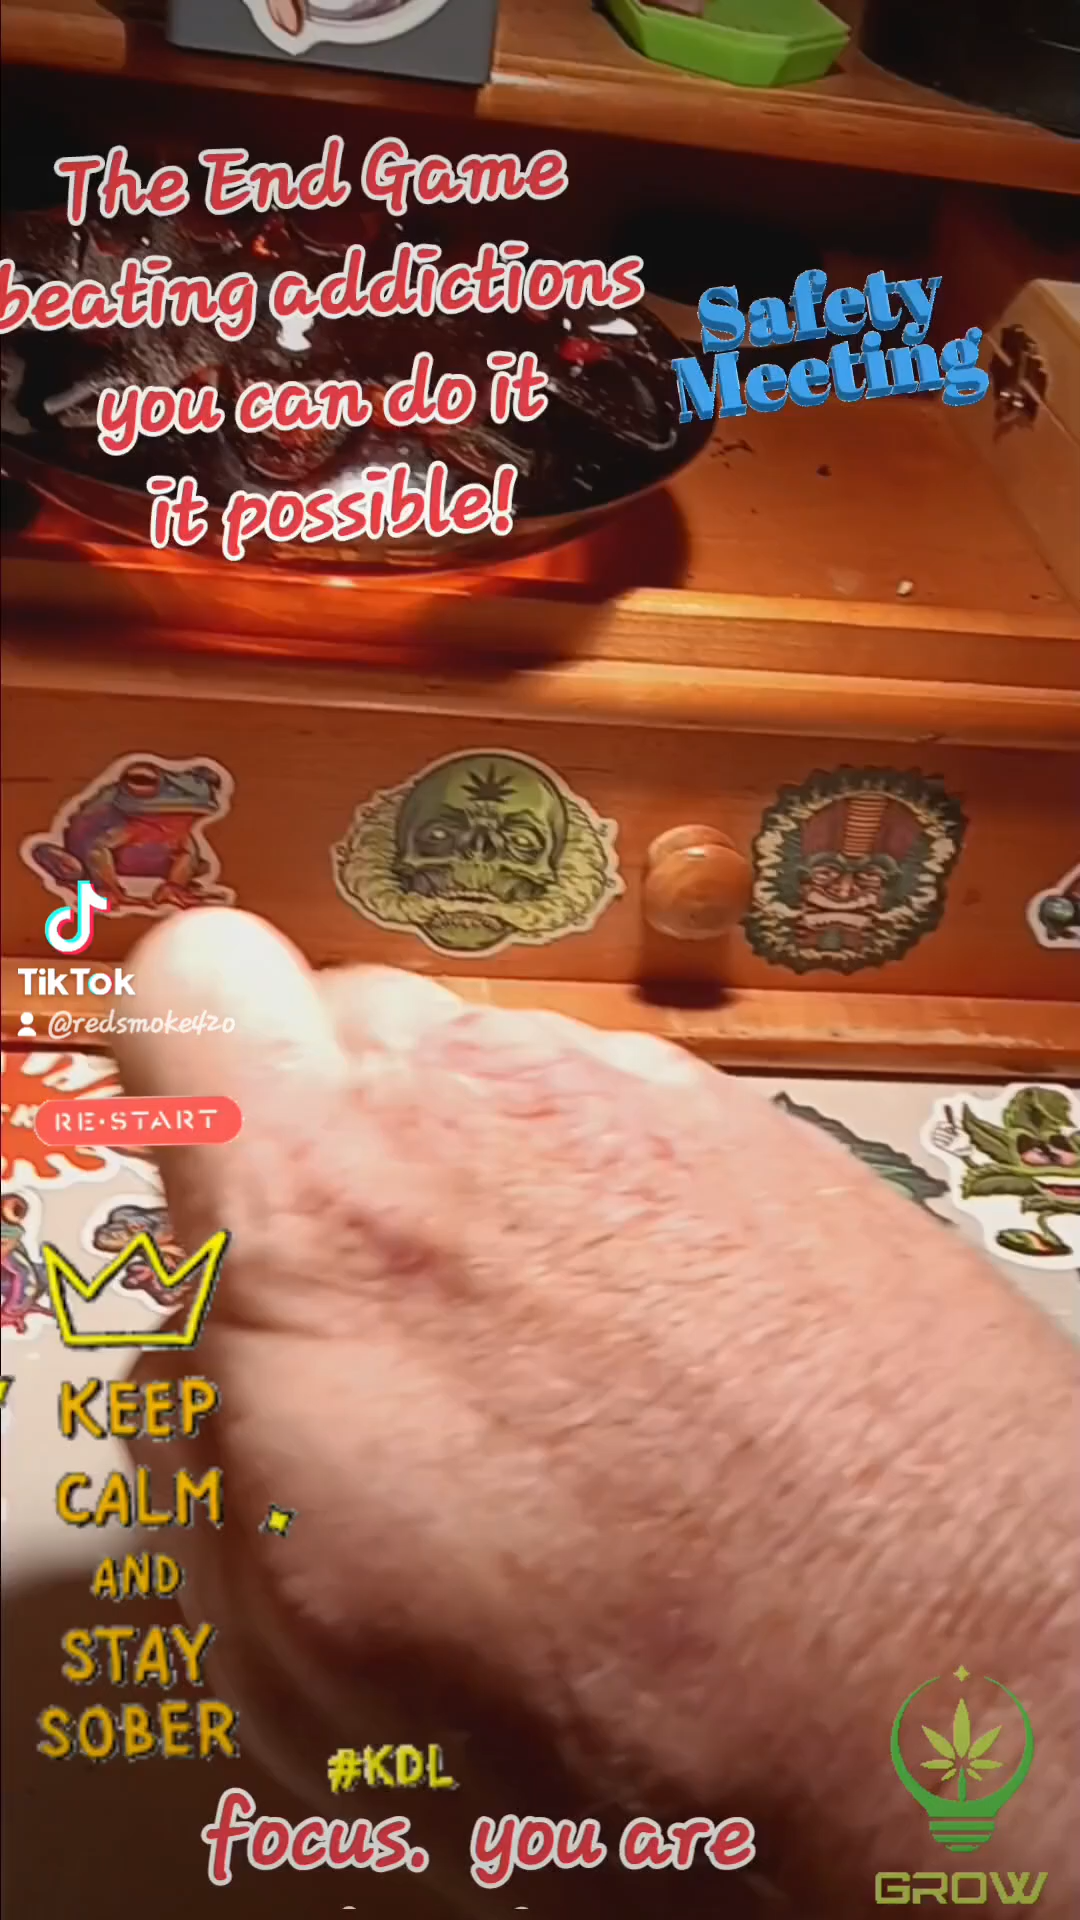 The End Game
beating addictions
you can do it
it possible!
Safety
Meeting
TikTok
@redsmoke420
RE•START
KEEP
CALM
AND
STAY
SOBER
#KDL
focus. you are
GROW